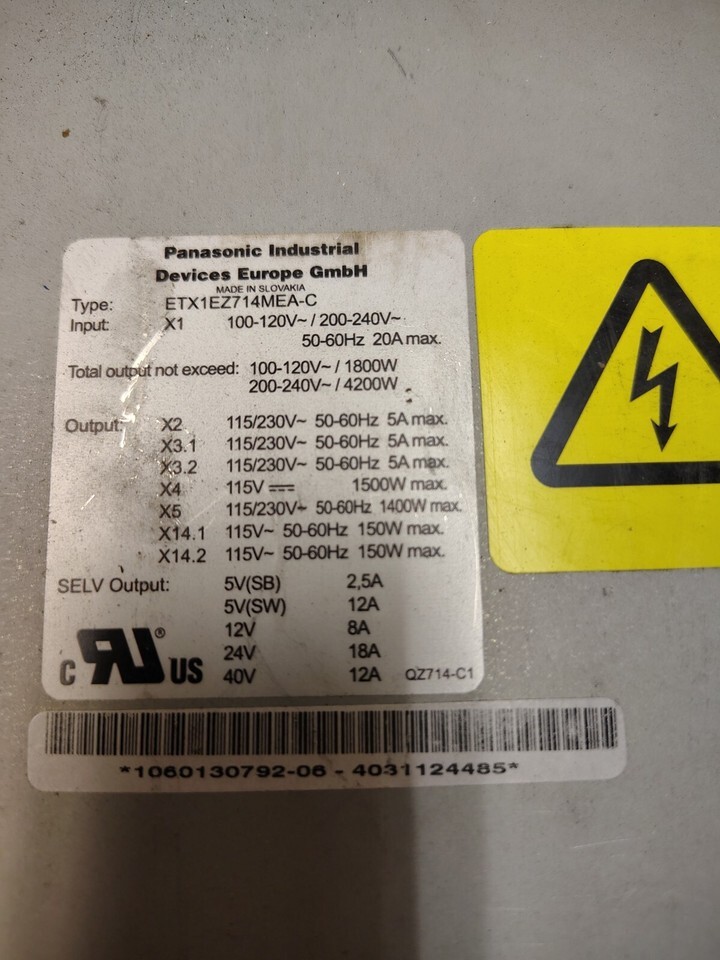 Panasonic Industrial
Devices Europe GmbH
MADE IN SLOVAKIA
Type: ETX1EZ714MEA-C
Input: X1 100-120V~ / 200-240V~
50-60Hz 20A max.
Total output not exceed: 100-120V~ / 1800W
200-240V~ / 4200W
Output: X2 115/230V~ 50-60Hz 5A max.
X3.1 115/230V~ 50-60Hz 5A max.
X3.2 115/230V~ 50-60Hz 5A max.
X4 115V ⎓ 1500W max.
X5 115/230V~ 50-60Hz 1400W max.
X14.1 115V~ 50-60Hz 150W max.
X14.2 115V~ 50-60Hz 150W max.
SELV Output: 5V(SB) 2,5A
5V(SW) 12A
12V 8A
24V 18A
40V 12A QZ714-C1
C RU® US
*1060130792-06 - 4031124485*